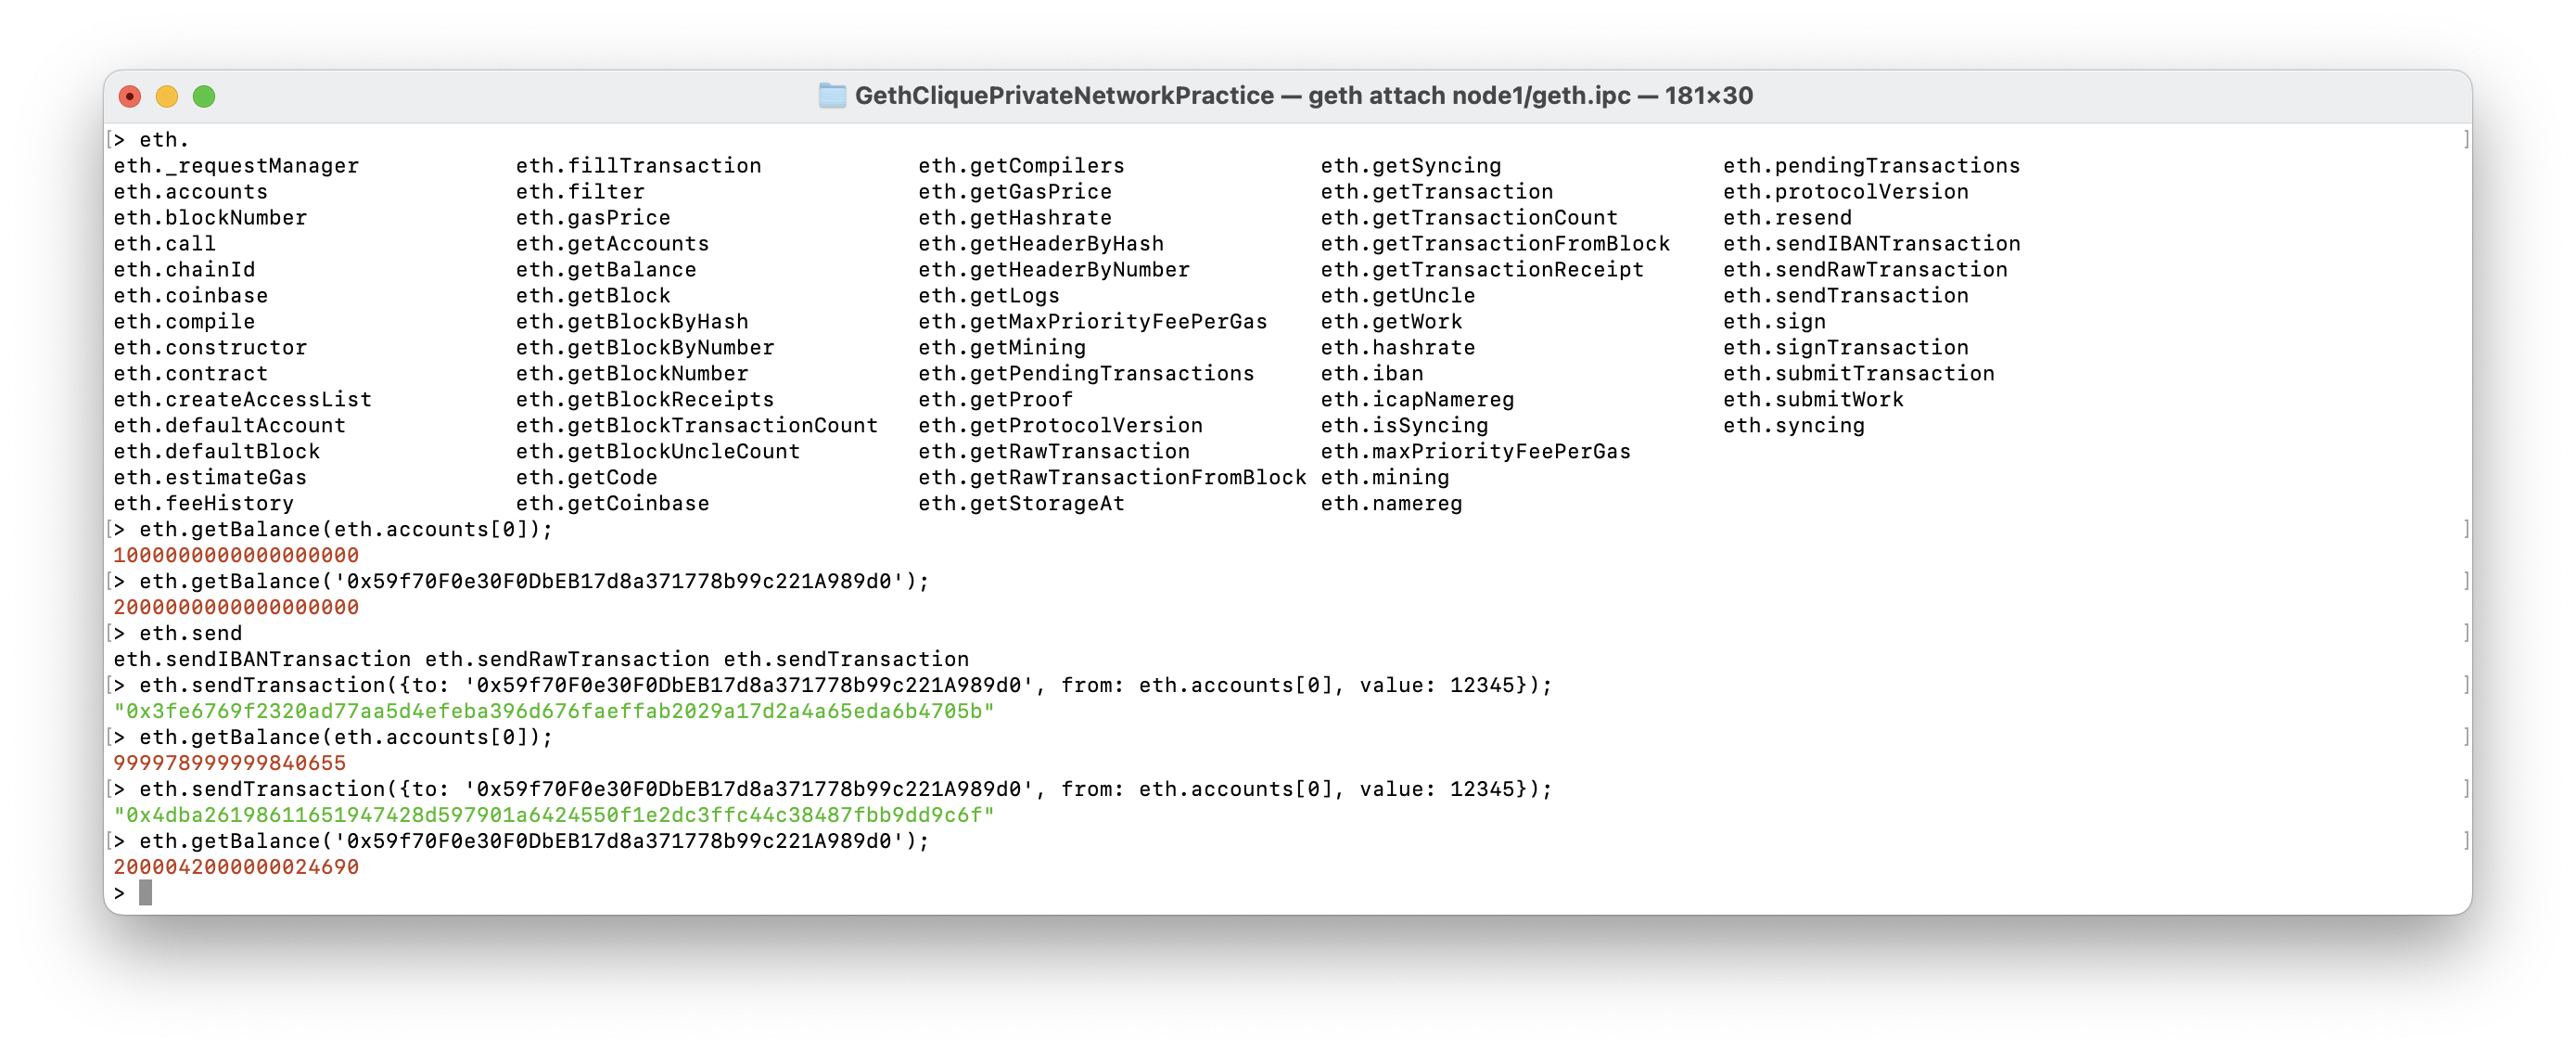 GethCliquePrivateNetworkPractice — geth attach node1/geth.ipc — 181×30
[> eth. ]
eth._requestManager eth.fillTransaction eth.getCompilers eth.getSyncing eth.pendingTransactions
eth.accounts eth.filter eth.getGasPrice eth.getTransaction eth.protocolVersion
eth.blockNumber eth.gasPrice eth.getHashrate eth.getTransactionCount eth.resend
eth.call eth.getAccounts eth.getHeaderByHash eth.getTransactionFromBlock eth.sendIBANTransaction
eth.chainId eth.getBalance eth.getHeaderByNumber eth.getTransactionReceipt eth.sendRawTransaction
eth.coinbase eth.getBlock eth.getLogs eth.getUncle eth.sendTransaction
eth.compile eth.getBlockByHash eth.getMaxPriorityFeePerGas eth.getWork eth.sign
eth.constructor eth.getBlockByNumber eth.getMining eth.hashrate eth.signTransaction
eth.contract eth.getBlockNumber eth.getPendingTransactions eth.iban eth.submitTransaction
eth.createAccessList eth.getBlockReceipts eth.getProof eth.icapNamereg eth.submitWork
eth.defaultAccount eth.getBlockTransactionCount eth.getProtocolVersion eth.isSyncing eth.syncing
eth.defaultBlock eth.getBlockUncleCount eth.getRawTransaction eth.maxPriorityFeePerGas
eth.estimateGas eth.getCode eth.getRawTransactionFromBlock eth.mining
eth.feeHistory eth.getCoinbase eth.getStorageAt eth.namereg
[> eth.getBalance(eth.accounts[0]); ]
1000000000000000000
[> eth.getBalance('0x59f70F0e30F0DbEB17d8a371778b99c221A989d0'); ]
2000000000000000000
[> eth.send ]
eth.sendIBANTransaction eth.sendRawTransaction eth.sendTransaction
[> eth.sendTransaction({to: '0x59f70F0e30F0DbEB17d8a371778b99c221A989d0', from: eth.accounts[0], value: 12345}); ]
"0x3fe6769f2320ad77aa5d4efeba396d676faeffab2029a17d2a4a65eda6b4705b"
[> eth.getBalance(eth.accounts[0]); ]
999978999999840655
[> eth.sendTransaction({to: '0x59f70F0e30F0DbEB17d8a371778b99c221A989d0', from: eth.accounts[0], value: 12345}); ]
"0x4dba26198611651947428d597901a6424550f1e2dc3ffc44c38487fbb9dd9c6f"
[> eth.getBalance('0x59f70F0e30F0DbEB17d8a371778b99c221A989d0'); ]
2000042000000024690
>